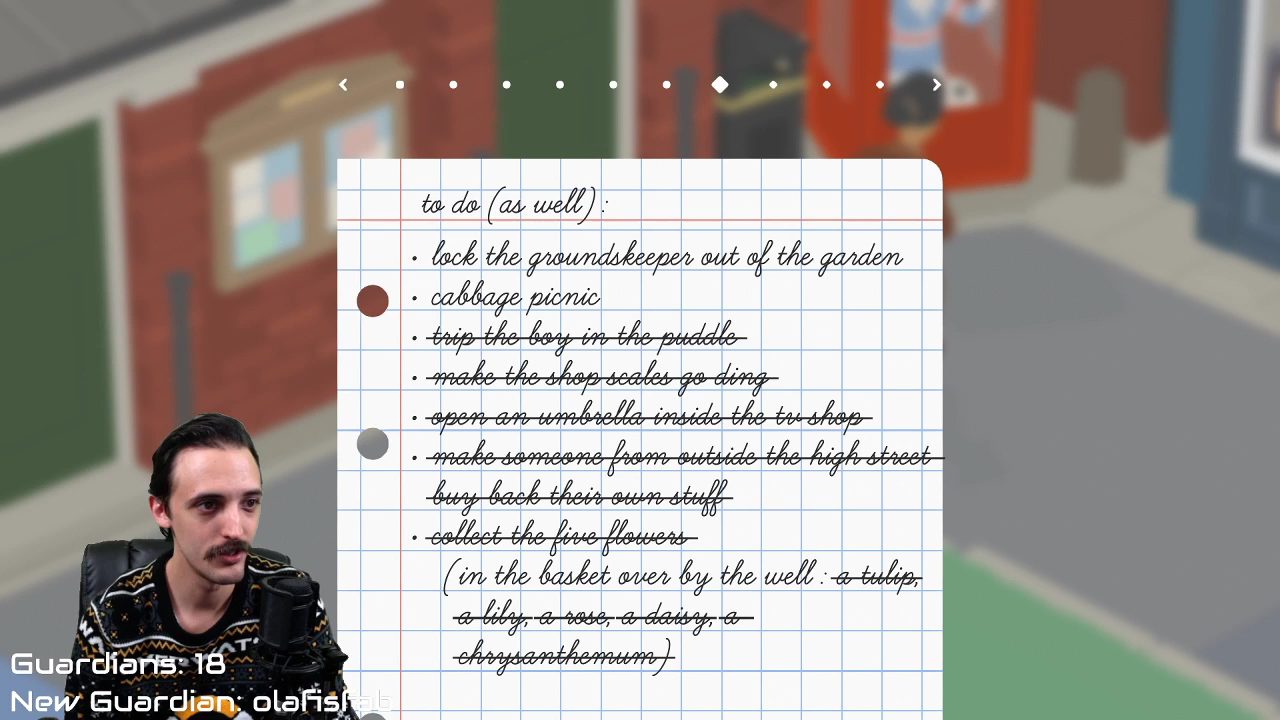 to do (as well) :
• lock the groundskeeper out of the garden
• cabbage picnic
• trip the boy in the puddle
• make the shop scales go ding
• open an umbrella inside the tv shop
• make someone from outside the high street
buy back their own stuff
• collect the five flowers
(in the basket over by the well : a tulip,
a lily, a rose, a daisy, a
chrysanthemum)
Guardians: 18
New Guardian: olafisfat